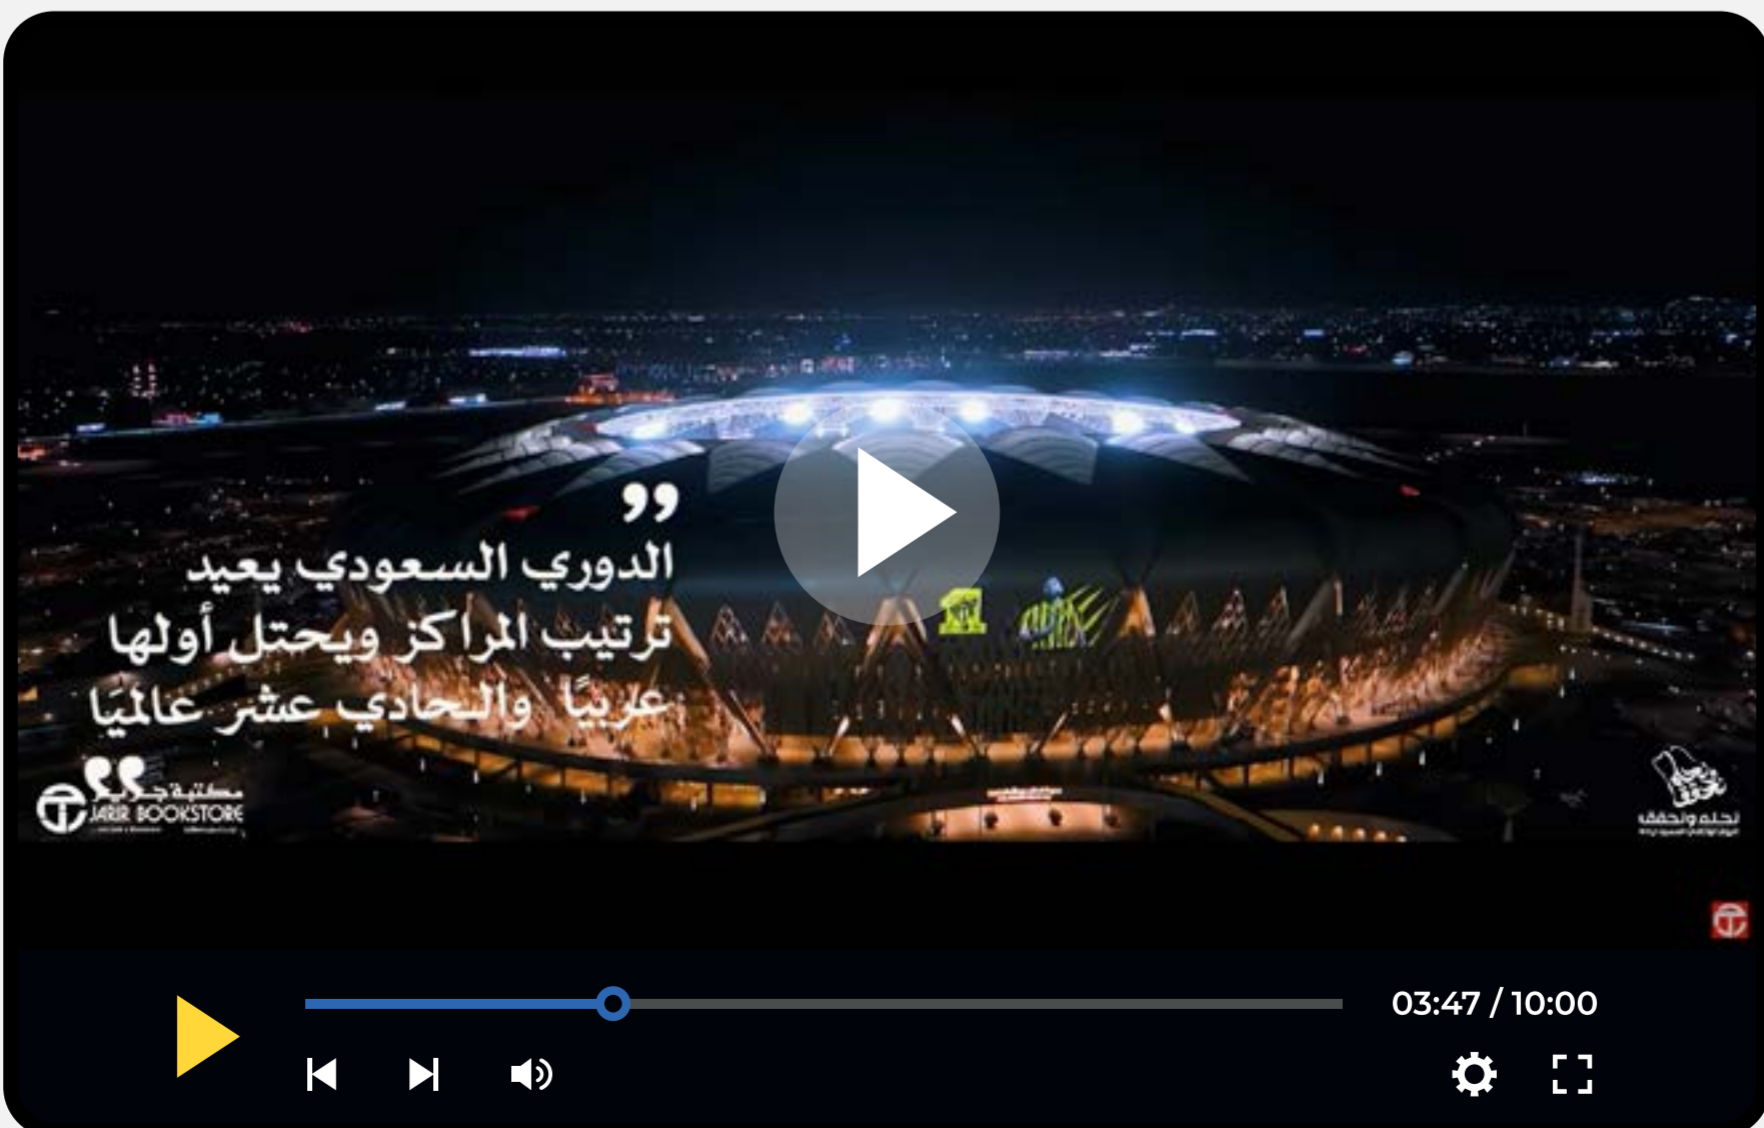 الدوري السعودي يعيد
ترتيب المراكز ويحتل أولها
عربيًا والحادي عشر عالميًا
مكتبة جرير
JARIR BOOKSTORE
نحلم ونحقق
03:47 / 10:00